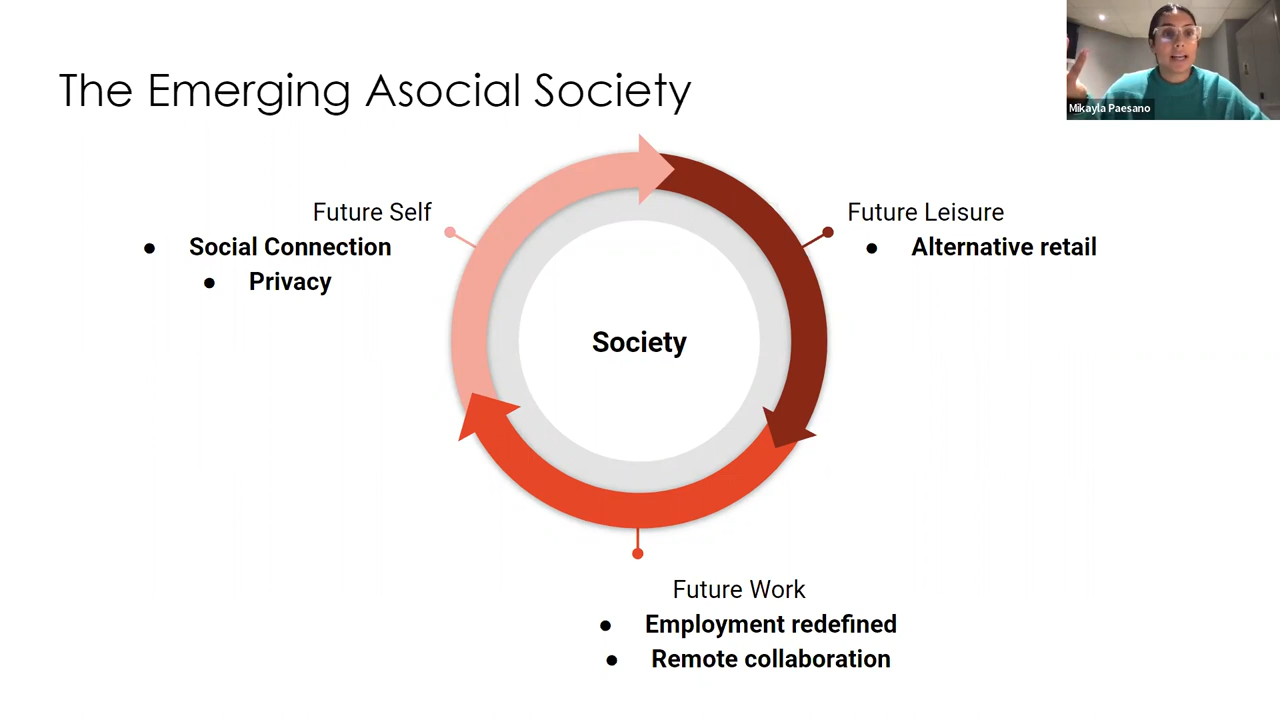 The Emerging Asocial Society
Mikayla Paesano
Future Self
● Social Connection
● Privacy
Future Leisure
● Alternative retail
Society
Future Work
● Employment redefined
● Remote collaboration